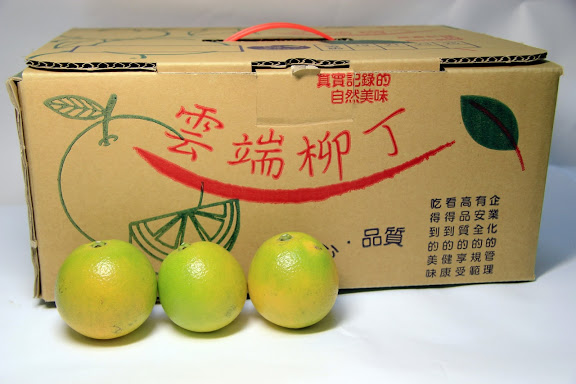 真實記錄的
自然美味
雲端柳丁
·品質
企業化的管理
有安全的規範
高品質的享受
看得到的健康
吃得到的美味